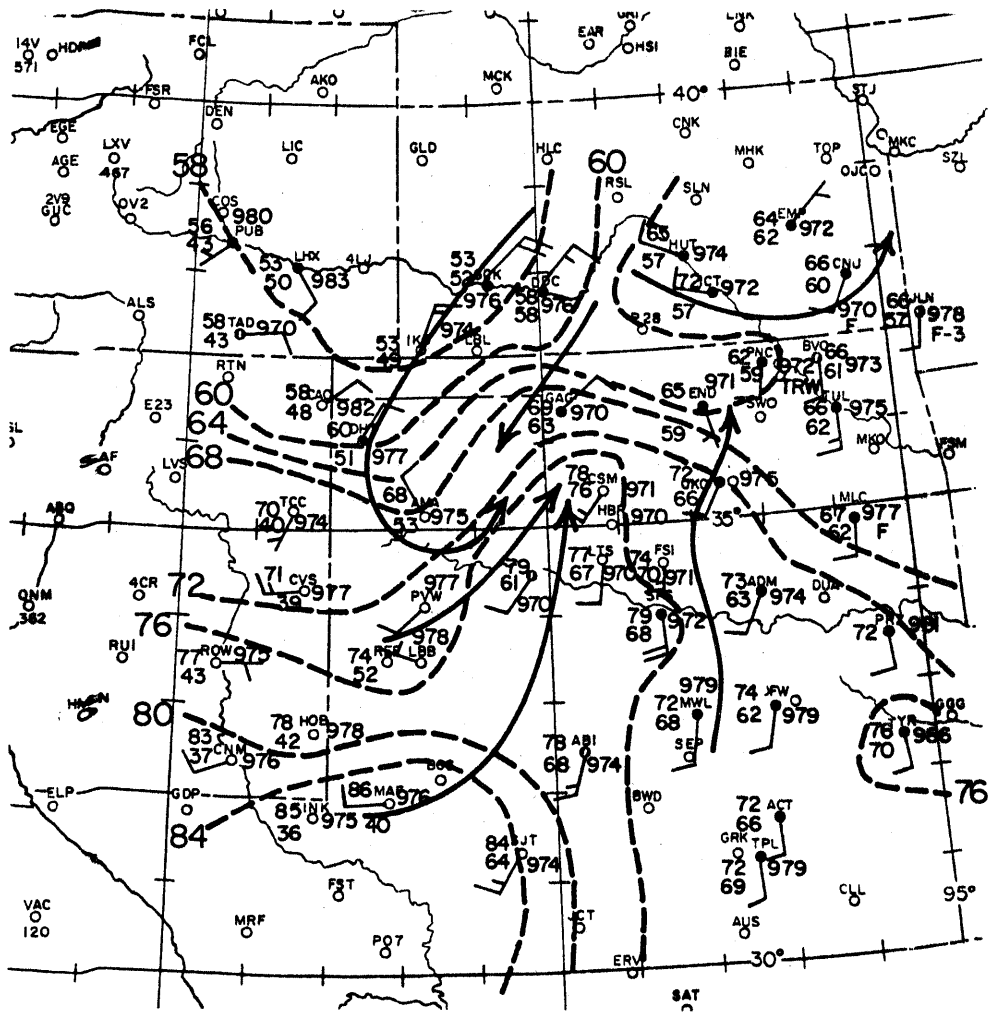 14V
571
HDN
FCL
EAR
HSI
LNK
BIE
AKO
MCK
FSR
40°
STJ
DEN
CNK
EGE
LXV
467
AGE
LIC
GLD
HLC
60
MHK
TOP
MKC
OJC
SZL
58
RSL
SLN
2V9
GUC
OV2
COS
980
PUB
56
43
64
EMP
62
972
53
50
LHX
983
4LJ
53
52
976
DDC
58
58
976
65
HUT
974
57
72
ICT
972
57
66
CNU
60
970
F
66
57
JLN
978
F-3
ALS
58
TAD
43
970
974
53
LBL
P28
62
PNC
59
972
TRW
BVO
66
61
973
RTN
58
CAO
48
982
60
DHT
51
977
GAG
69
63
970
65
END
971
59
SWO
TUL
66
62
975
60
64
68
E23
SAF
LVS
MKO
FSM
68
AMA
53
975
78
76
CSM
971
HBR
970
72
OKC
66
975
35°
MLC
67
62
977
F
ABQ
70
TCC
40
974
4CR
72
71
CVS
39
977
977
PVW
978
79
61
970
77
LTS
67
970
74
70
FSI
971
SPS
79
68
972
73
ADM
63
974
DUA
ONM
382
76
RUI
77
ROW
43
975
74
REE
LBB
52
PRX
72
981
HMN
80
78
HOB
42
978
979
72
MWL
68
74
DFW
62
979
GGG
TYR
76
70
986
83
37
CNM
976
78
ABI
68
974
SEP
BGS
76
ELP
GDP
84
85
INK
36
975
86
MAF
976
40
BWD
72
ACT
66
84
SJT
64
974
GRK
TPL
72
69
979
FST
CLL
95°
VAC
120
MRF
PO7
JCT
AUS
ERV
30°
SAT